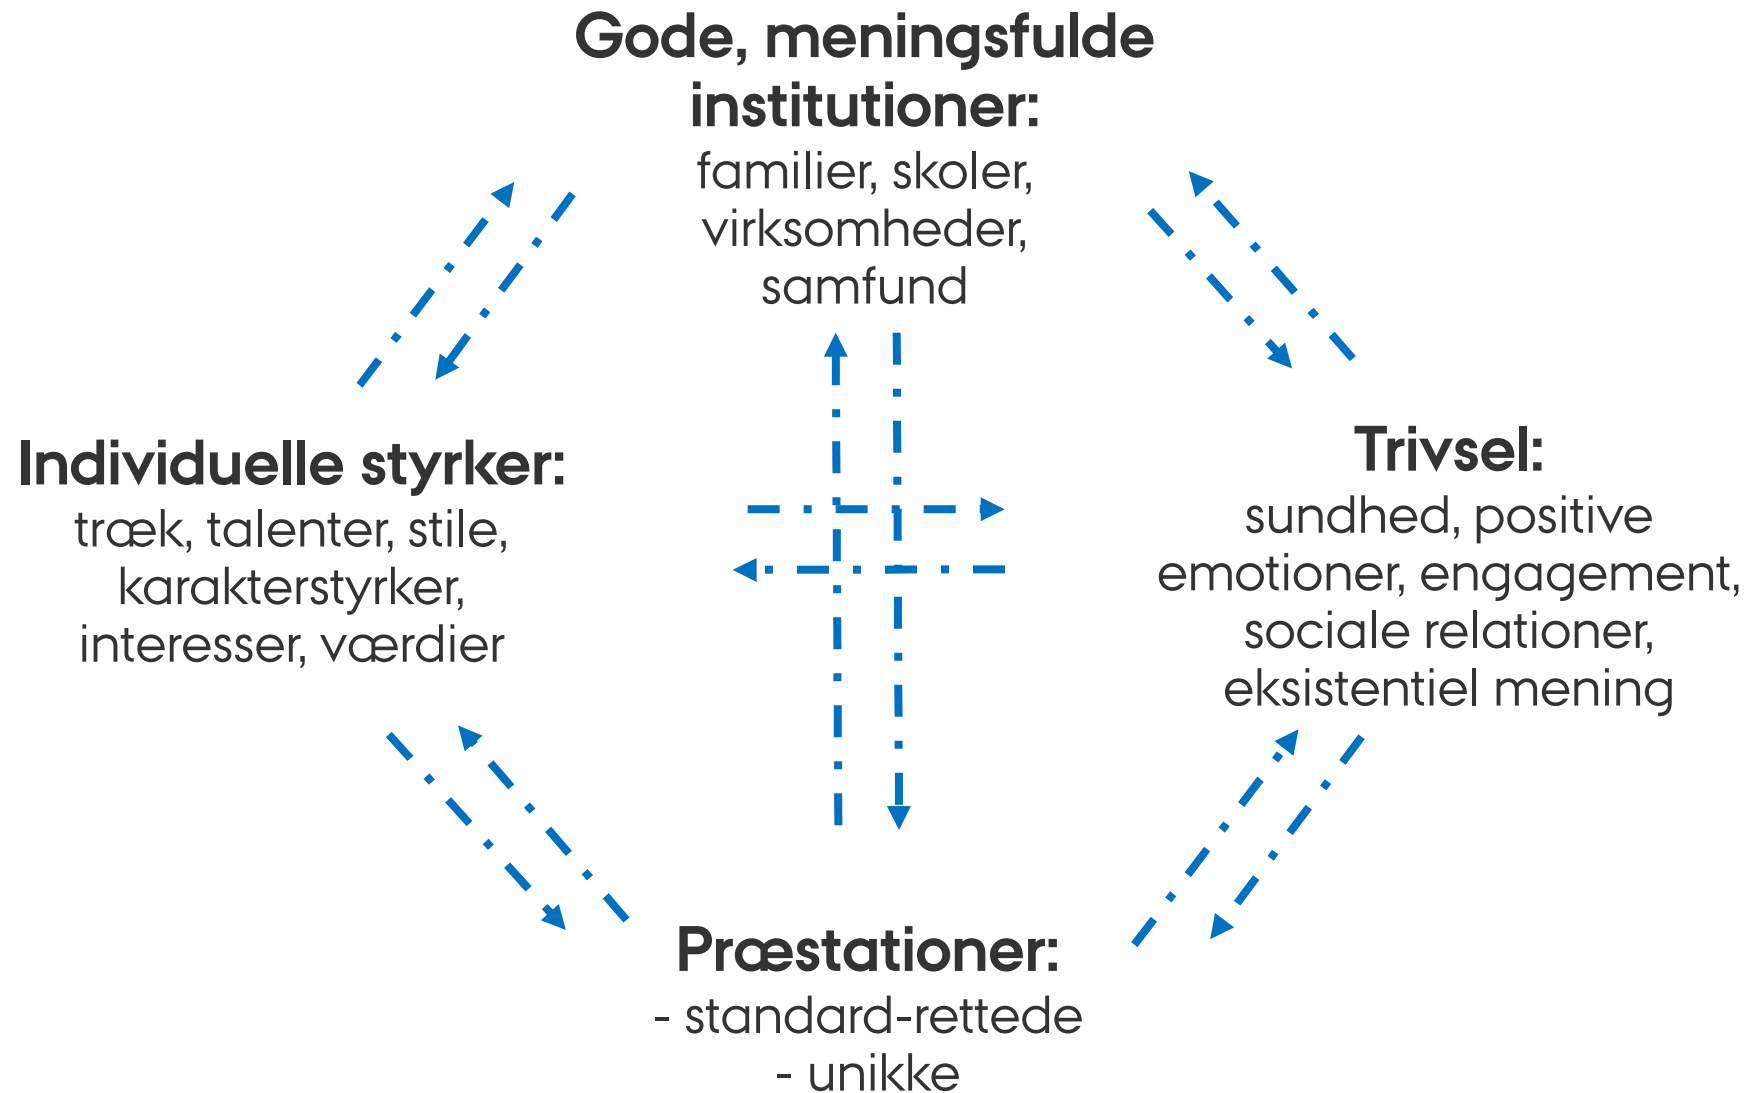 Gode, meningsfulde
institutioner:
familier, skoler,
virksomheder,
samfund
Individuelle styrker:
træk, talenter, stile,
karakterstyrker,
interesser, værdier
Trivsel:
sundhed, positive
emotioner, engagement,
sociale relationer,
eksistentiel mening
Præstationer:
- standard-rettede
- unikke